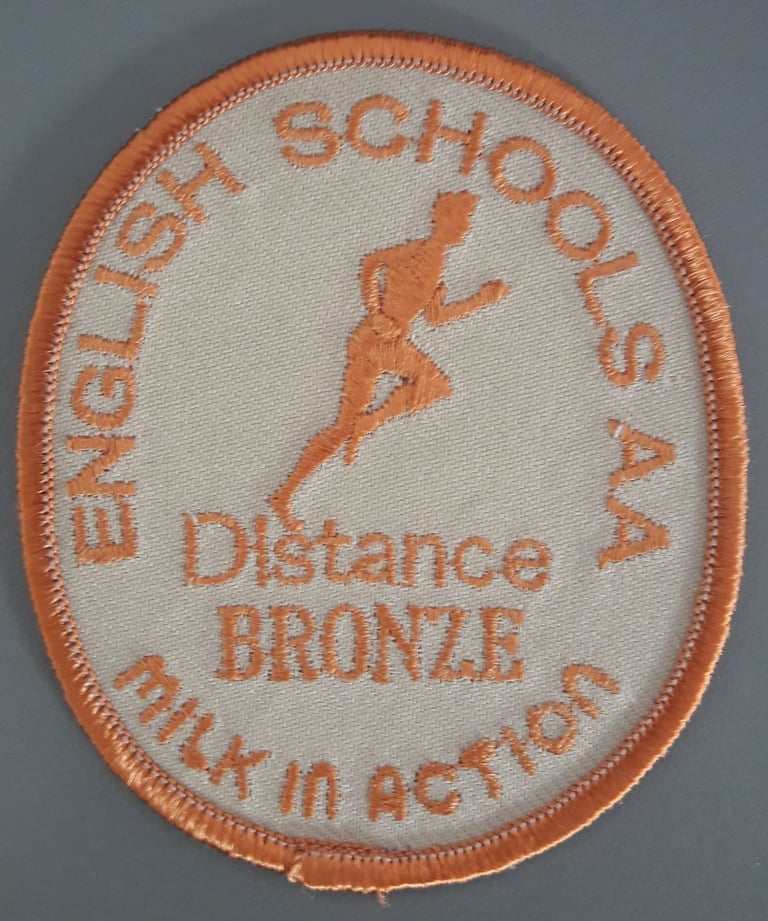 ENGLISH SCHOOLS AA
Distance
BRONZE
MILK IN ACTION